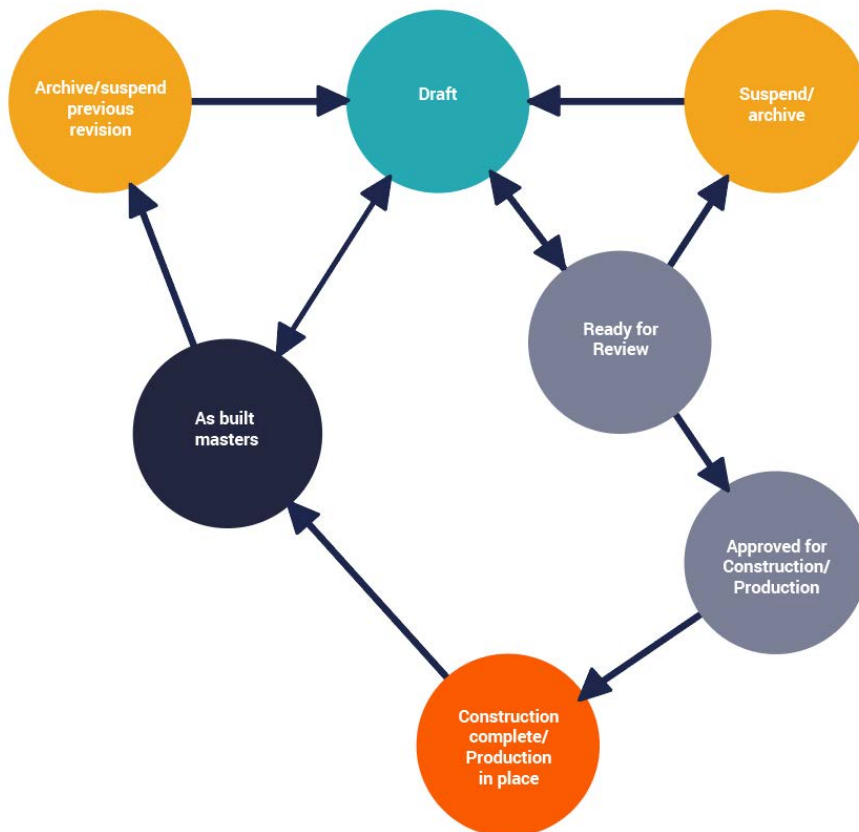 Archive/suspend
previous
revision
Draft
Suspend/
archive
Ready for
Review
As built
masters
Approved for
Construction/
Production
Construction
complete/
Production
in place